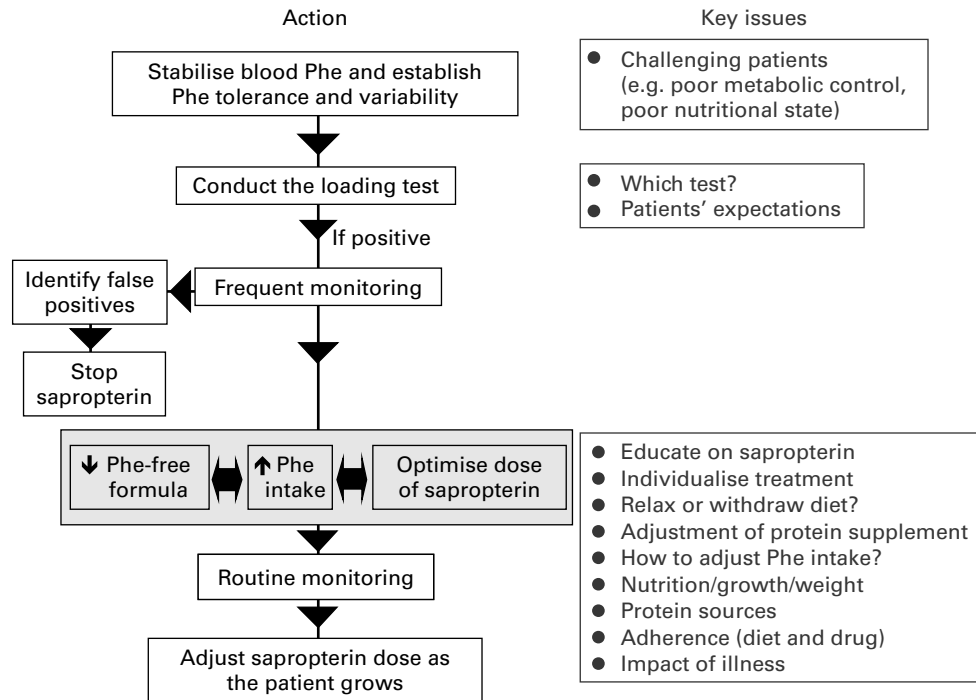 Action
Key issues
Stabilise blood Phe and establish
Phe tolerance and variability
● Challenging patients
(e.g. poor metabolic control,
poor nutritional state)
Conduct the loading test
● Which test?
● Patients’ expectations
If positive
Identify false
positives
Frequent monitoring
Stop
sapropterin
↓ Phe-free
formula
↑ Phe
intake
Optimise dose
of sapropterin
● Educate on sapropterin
● Individualise treatment
● Relax or withdraw diet?
● Adjustment of protein supplement
● How to adjust Phe intake?
● Nutrition/growth/weight
● Protein sources
● Adherence (diet and drug)
● Impact of illness
Routine monitoring
Adjust sapropterin dose as
the patient grows